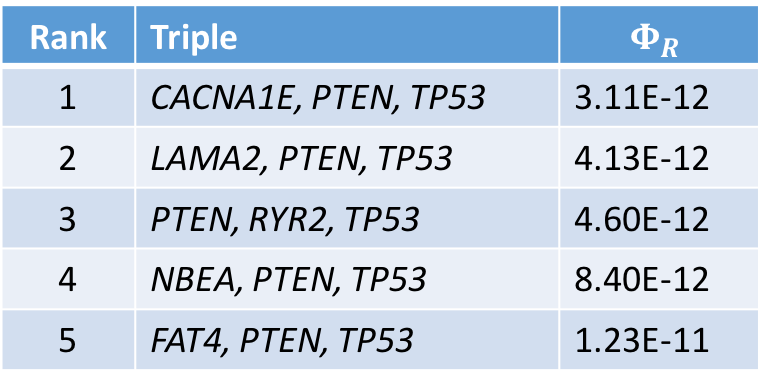 Rank Triple Φ_R
1 CACNA1E, PTEN, TP53 3.11E-12
2 LAMA2, PTEN, TP53 4.13E-12
3 PTEN, RYR2, TP53 4.60E-12
4 NBEA, PTEN, TP53 8.40E-12
5 FAT4, PTEN, TP53 1.23E-11